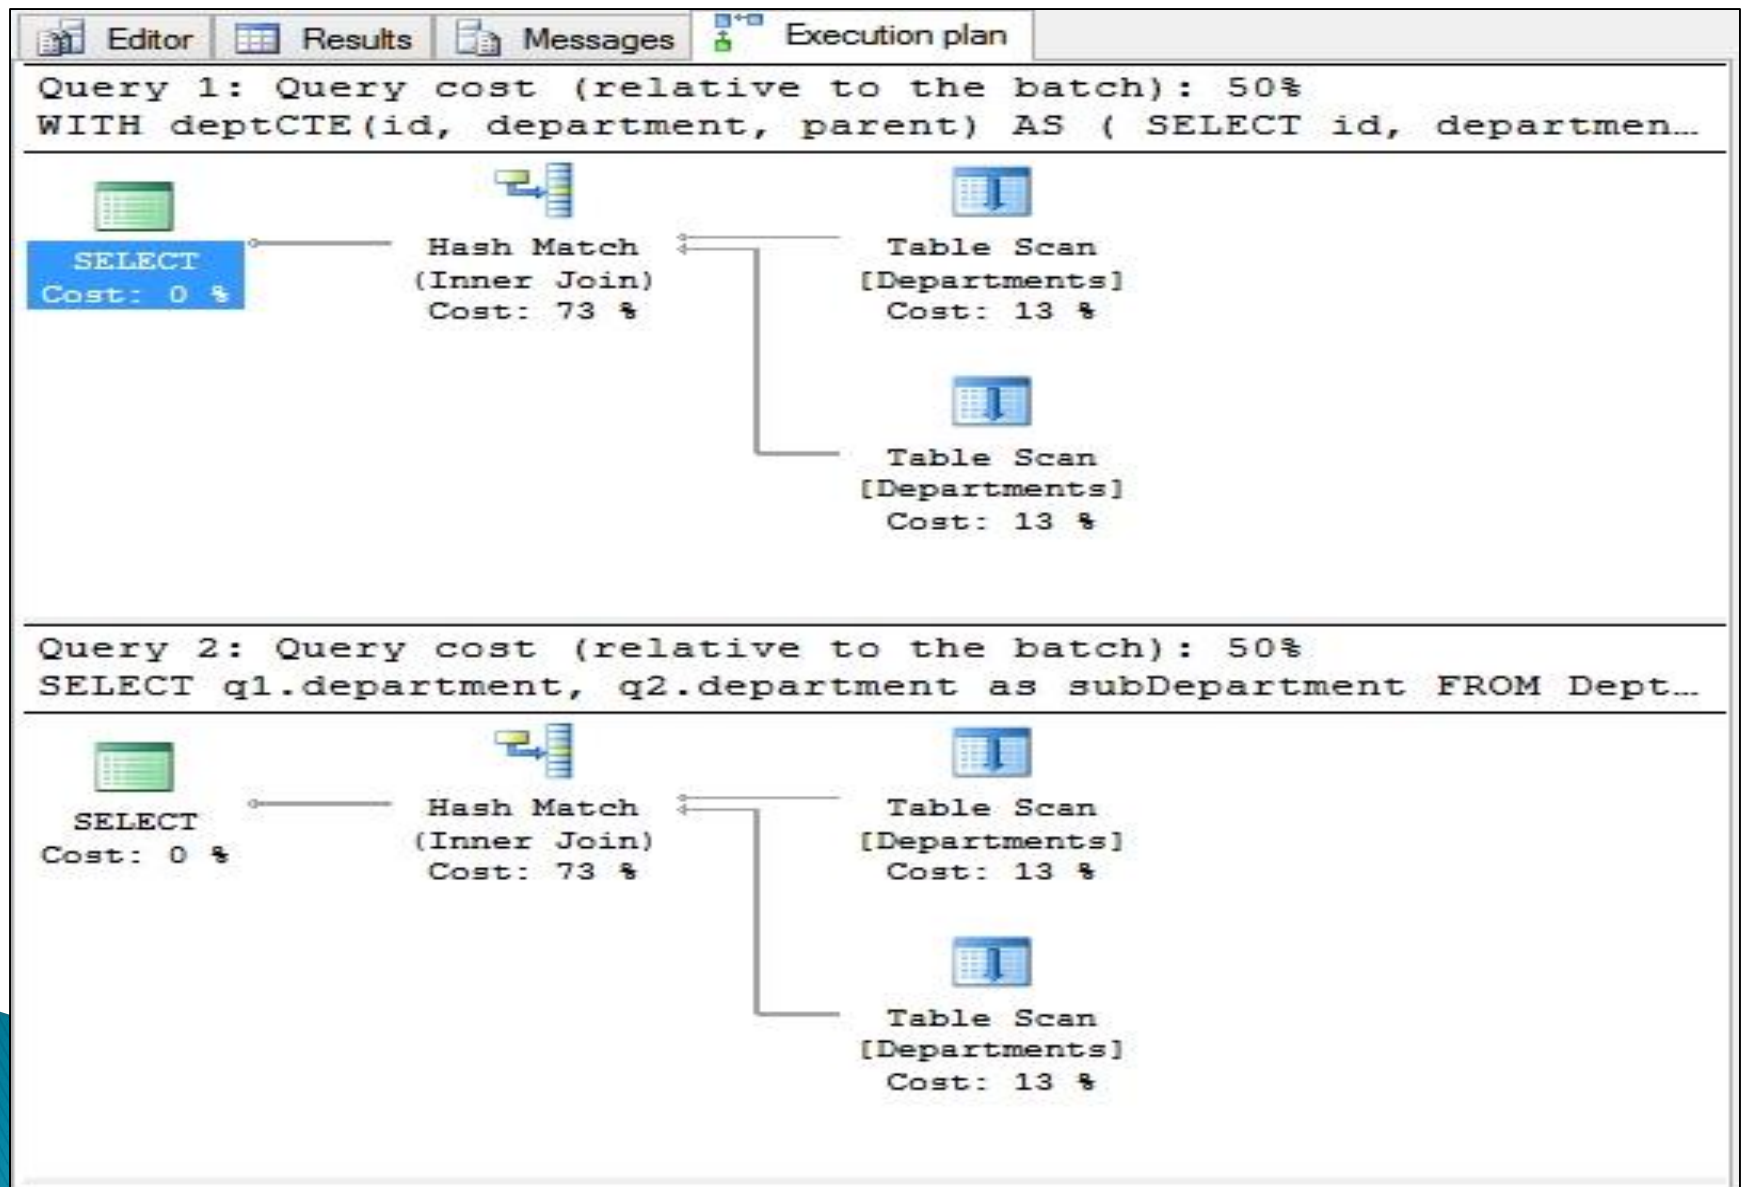 Editor Results Messages Execution plan
Query 1: Query cost (relative to the batch): 50%
WITH deptCTE(id, department, parent) AS ( SELECT id, departmen…
SELECT
Cost: 0 %
Hash Match
(Inner Join)
Cost: 73 %
Table Scan
[Departments]
Cost: 13 %
Table Scan
[Departments]
Cost: 13 %
Query 2: Query cost (relative to the batch): 50%
SELECT q1.department, q2.department as subDepartment FROM Dept…
SELECT
Cost: 0 %
Hash Match
(Inner Join)
Cost: 73 %
Table Scan
[Departments]
Cost: 13 %
Table Scan
[Departments]
Cost: 13 %